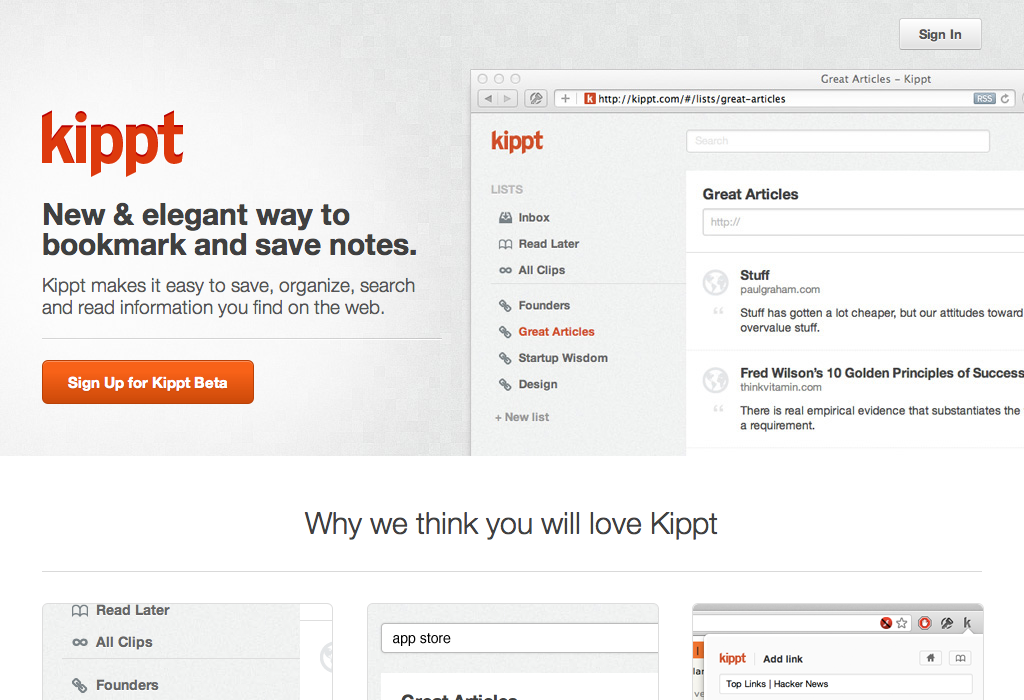 Sign In
kippt
New & elegant way to
bookmark and save notes.
Kippt makes it easy to save, organize, search
and read information you find on the web.
Sign Up for Kippt Beta
Great Articles – Kippt
k http://kippt.com/#/lists/great-articles RSS
kippt
Search
LISTS
Inbox
Read Later
All Clips
Founders
Great Articles
Startup Wisdom
Design
+ New list
Great Articles
http://
Stuff
paulgraham.com
Stuff has gotten a lot cheaper, but our attitudes toward
overvalue stuff.
Fred Wilson's 10 Golden Principles of Success
thinkvitamin.com
There is real empirical evidence that substantiates the
a requirement.
Why we think you will love Kippt
Read Later
All Clips
Founders
app store
Great Articles
k
kippt Add link
Top Links | Hacker News